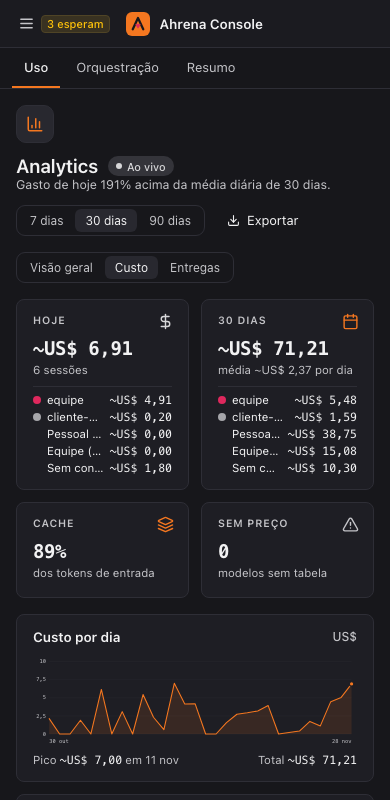 3 esperam
Ahrena Console
Uso Orquestração Resumo
Analytics Ao vivo
Gasto de hoje 191% acima da média diária de 30 dias.
7 dias 30 dias 90 dias Exportar
Visão geral Custo Entregas
HOJE
~US$ 6,91
6 sessões
equipe ~US$ 4,91
cliente-... ~US$ 0,20
Pessoal ... ~US$ 0,00
Equipe (... ~US$ 0,00
Sem con... ~US$ 1,80
30 DIAS
~US$ 71,21
média ~US$ 2,37 por dia
equipe ~US$ 5,48
cliente-... ~US$ 1,59
Pessoa... ~US$ 38,75
Equipe... ~US$ 15,08
Sem c... ~US$ 10,30
CACHE
89%
dos tokens de entrada
SEM PREÇO
0
modelos sem tabela
Custo por dia US$
10
7,5
5
2,5
0
30 out 28 nov
Pico ~US$ 7,00 em 11 nov Total ~US$ 71,21